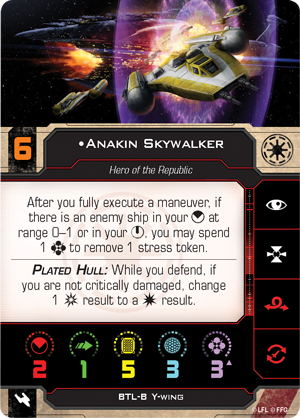 6 •Anakin Skywalker
Hero of the Republic
After you fully execute a maneuver, if
there is an enemy ship in your at
range 0–1 or in your , you may spend
1 to remove 1 stress token.
Plated Hull: While you defend, if
you are not critically damaged, change
1 result to a result.
2 1 5 3 3
BTL-B Y-wing
© LFL © FFG